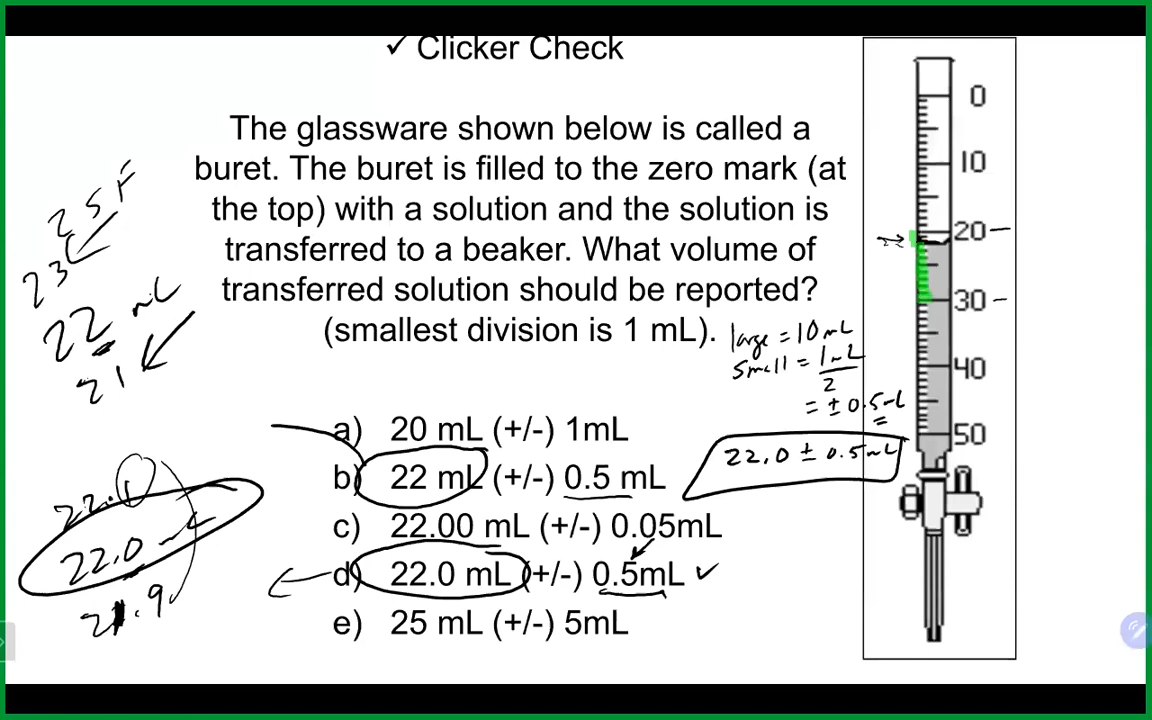 ✓ Clicker Check
The glassware shown below is called a
buret. The buret is filled to the zero mark (at
the top) with a solution and the solution is
transferred to a beaker. What volume of
transferred solution should be reported?
(smallest division is 1 mL).
a) 20 mL (+/-) 1mL
b) 22 mL (+/-) 0.5 mL
c) 22.00 mL (+/-) 0.05mL
d) 22.0 mL (+/-) 0.5mL ✓
e) 25 mL (+/-) 5mL
25 F
23
22 mL
21
22.1
22.0 mL
21.9
large = 10 mL
small = 1 mL
2
= ± 0.5 mL
22.0 ± 0.5 mL
0
10
20
30
40
50